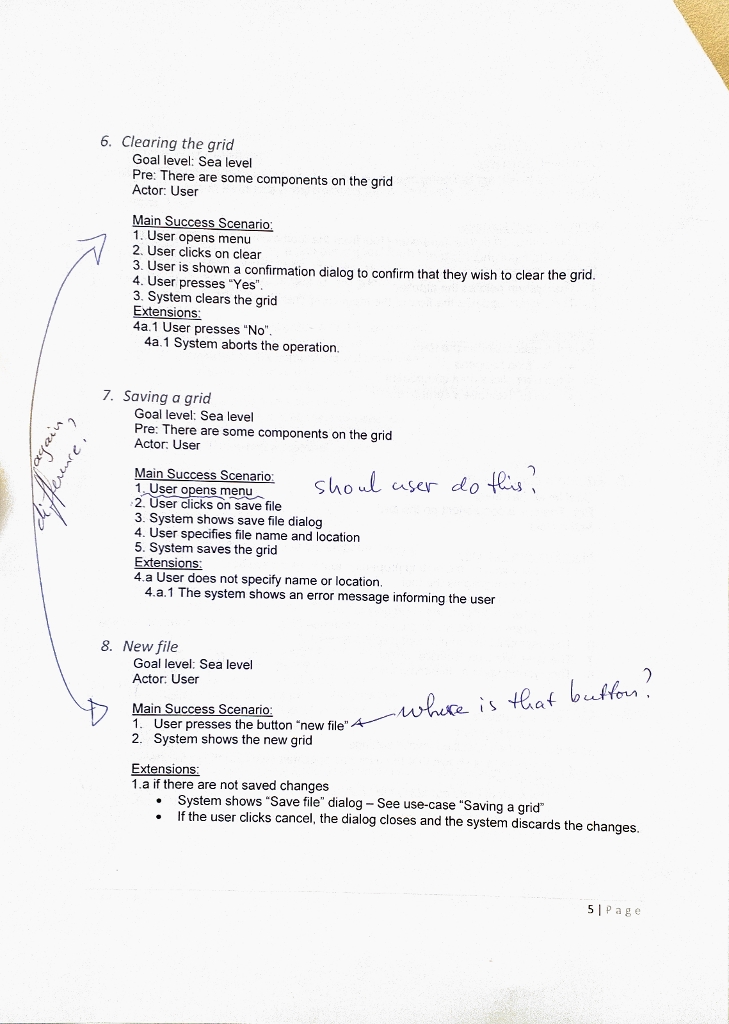 6. Clearing the grid
Goal level: Sea level
Pre: There are some components on the grid
Actor: User
Main Success Scenario:
1. User opens menu
2. User clicks on clear
3. User is shown a confirmation dialog to confirm that they wish to clear the grid.
4. User presses “Yes”.
3. System clears the grid
Extensions:
4a.1 User presses “No”.
4a.1 System aborts the operation.
again,
difference.
7. Saving a grid
Goal level: Sea level
Pre: There are some components on the grid
Actor: User
Main Success Scenario:
1. User opens menu shoul user do this?
2. User clicks on save file
3. System shows save file dialog
4. User specifies file name and location
5. System saves the grid
Extensions:
4.a User does not specify name or location.
4.a.1 The system shows an error message informing the user
8. New file
Goal level: Sea level
Actor: User
Main Success Scenario:
1. User presses the button “new file” where is that button?
2. System shows the new grid
Extensions:
1.a if there are not saved changes
• System shows “Save file” dialog – See use-case “Saving a grid”
• If the user clicks cancel, the dialog closes and the system discards the changes.
5 | Page